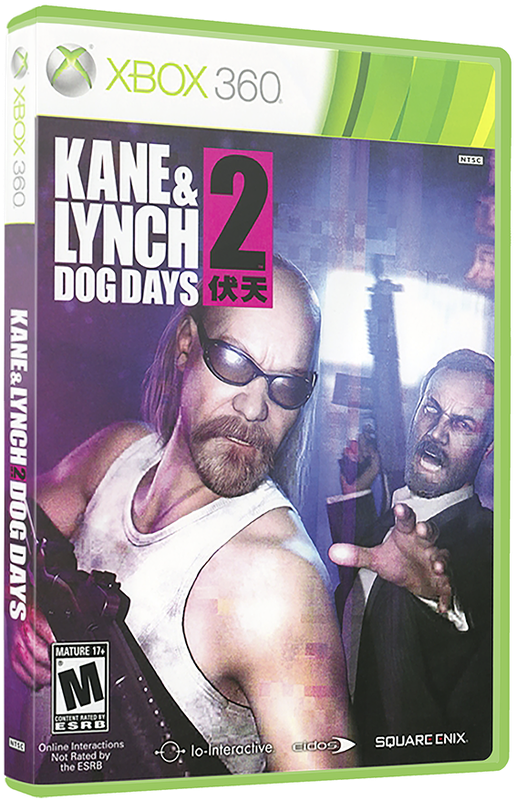 XBOX 360
XBOX 360
NTSC
KANE &
LYNCH 2
DOG DAYS
伏天
KANE & LYNCH 2 DOG DAYS
MATURE 17+
M
CONTENT RATED BY
ESRB
Online Interactions
Not Rated by
the ESRB
Io-Interactive
eidos
SQUARE ENIX
NTSC